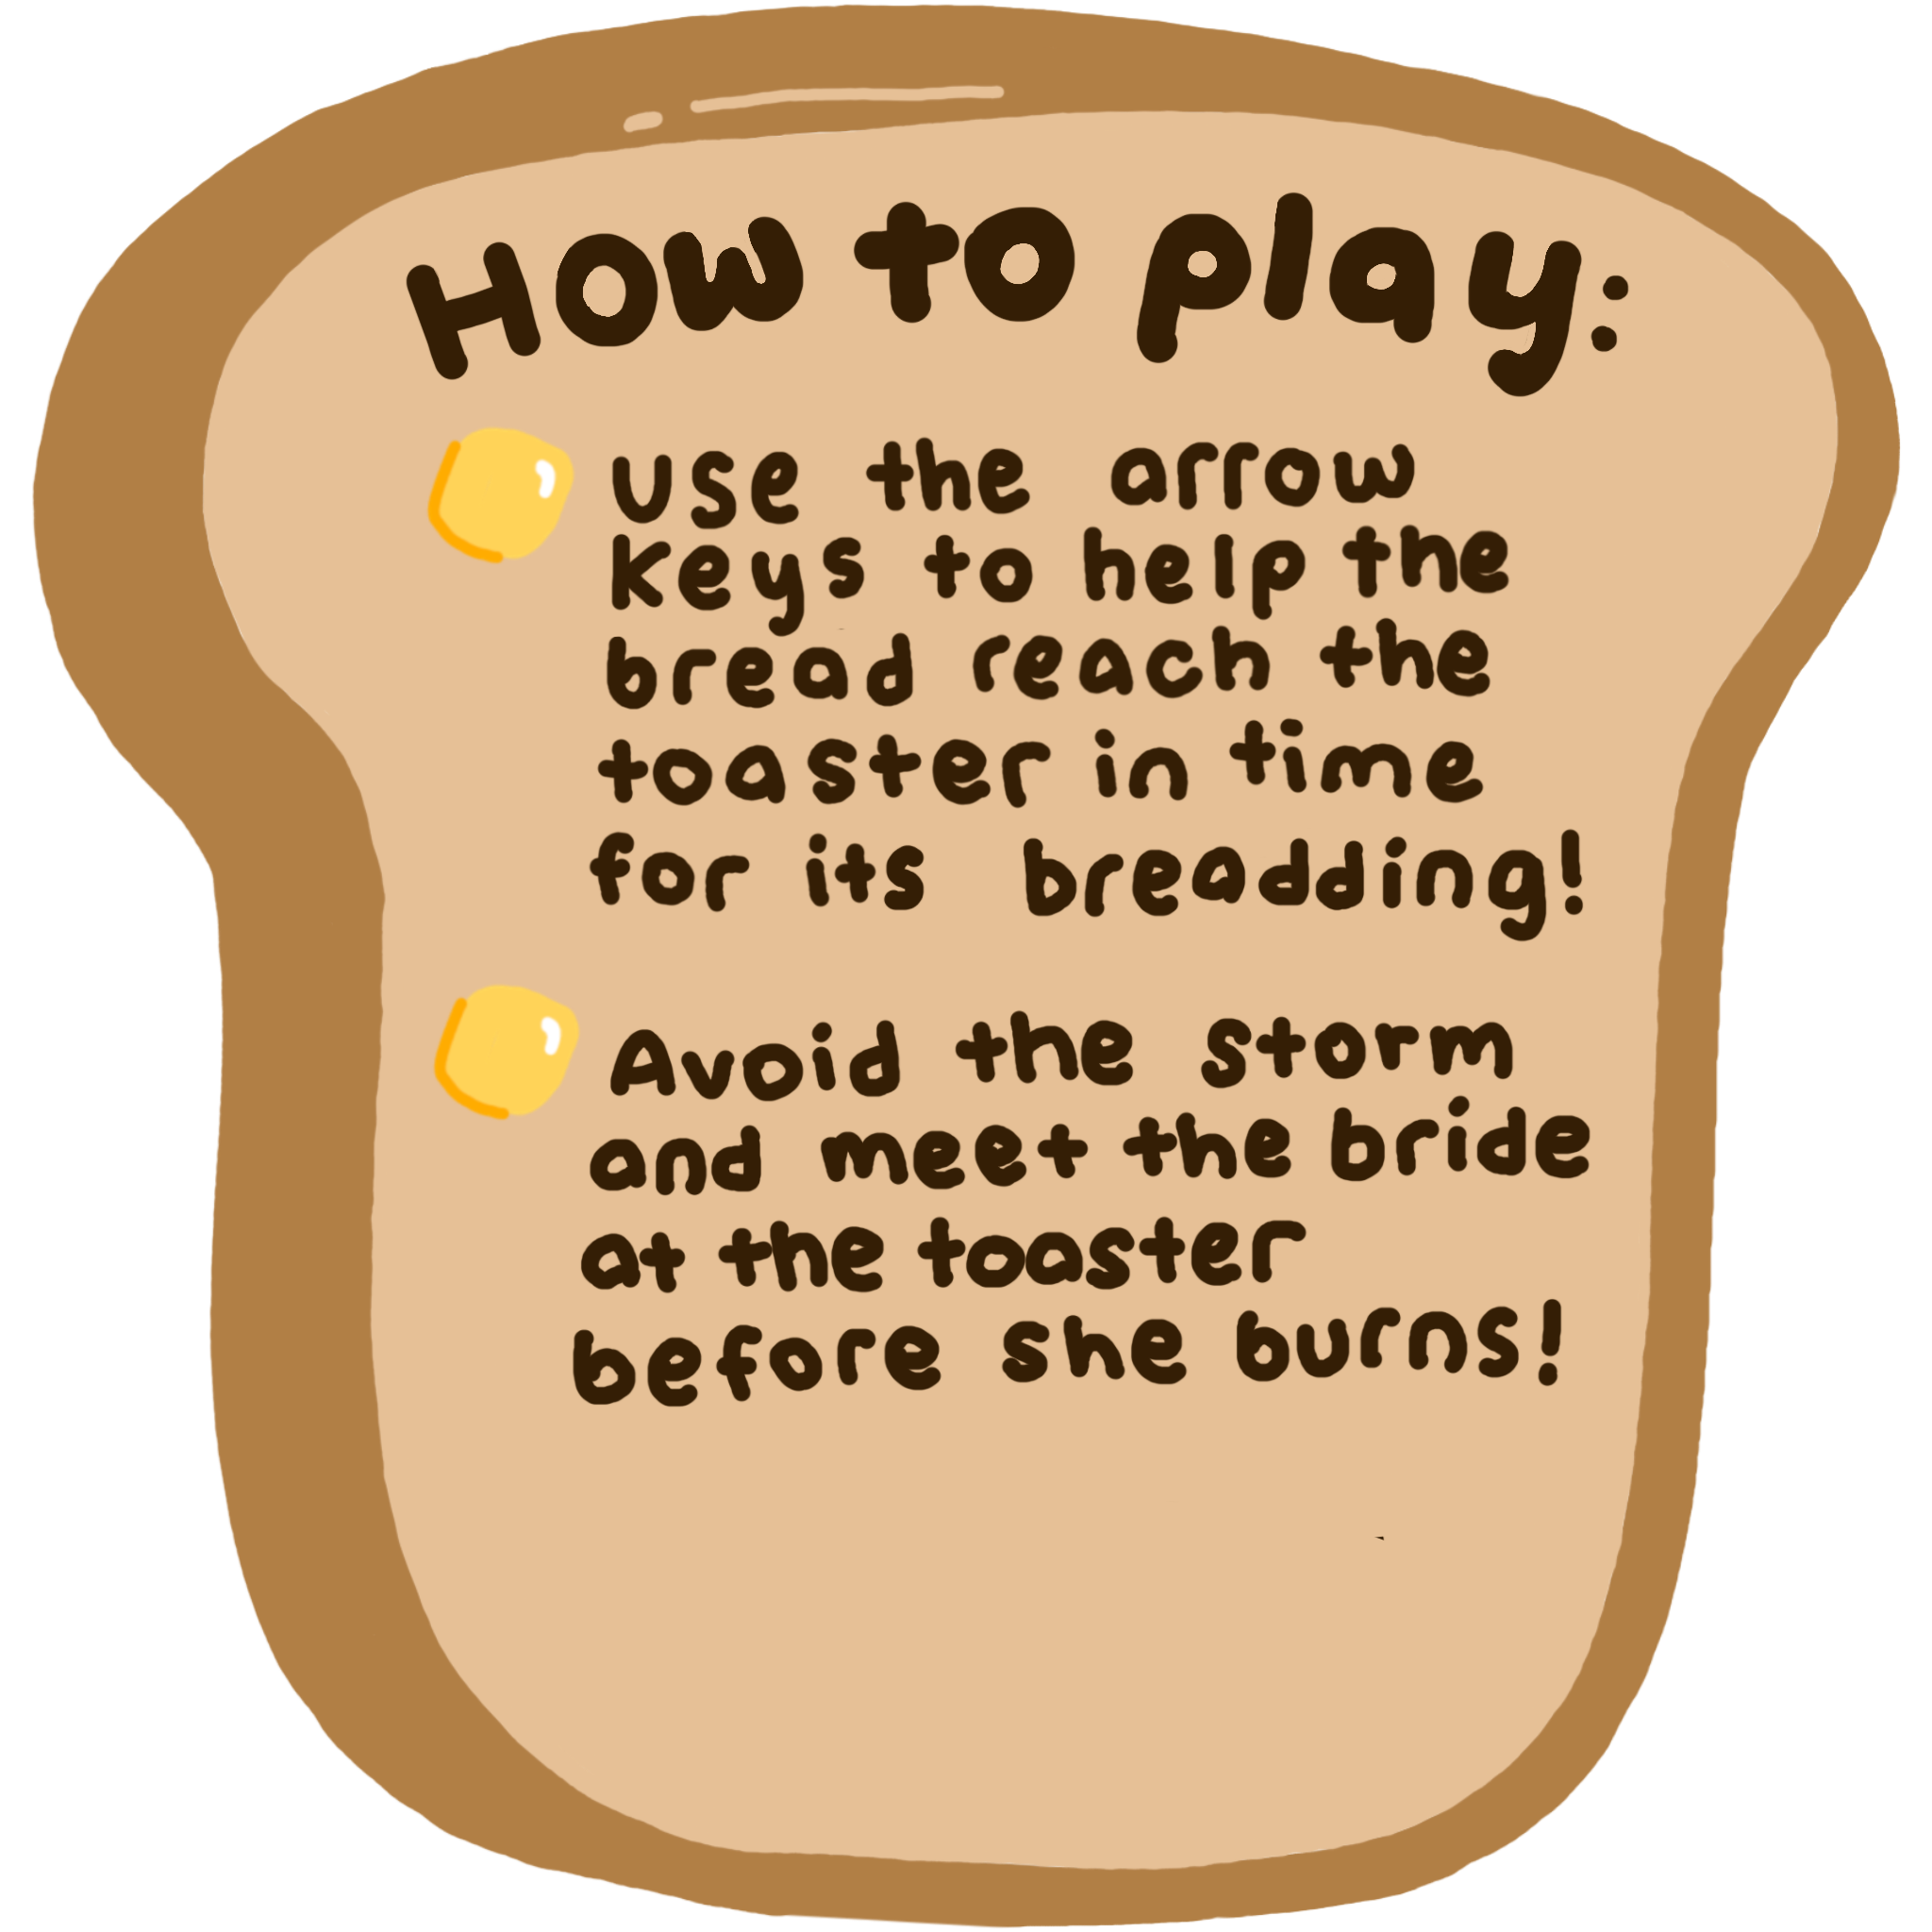 How to play:
Use the arrow
keys to help the
bread reach the
toaster in time
for its breadding!
Avoid the storm
and meet the bride
at the toaster
before she burns!